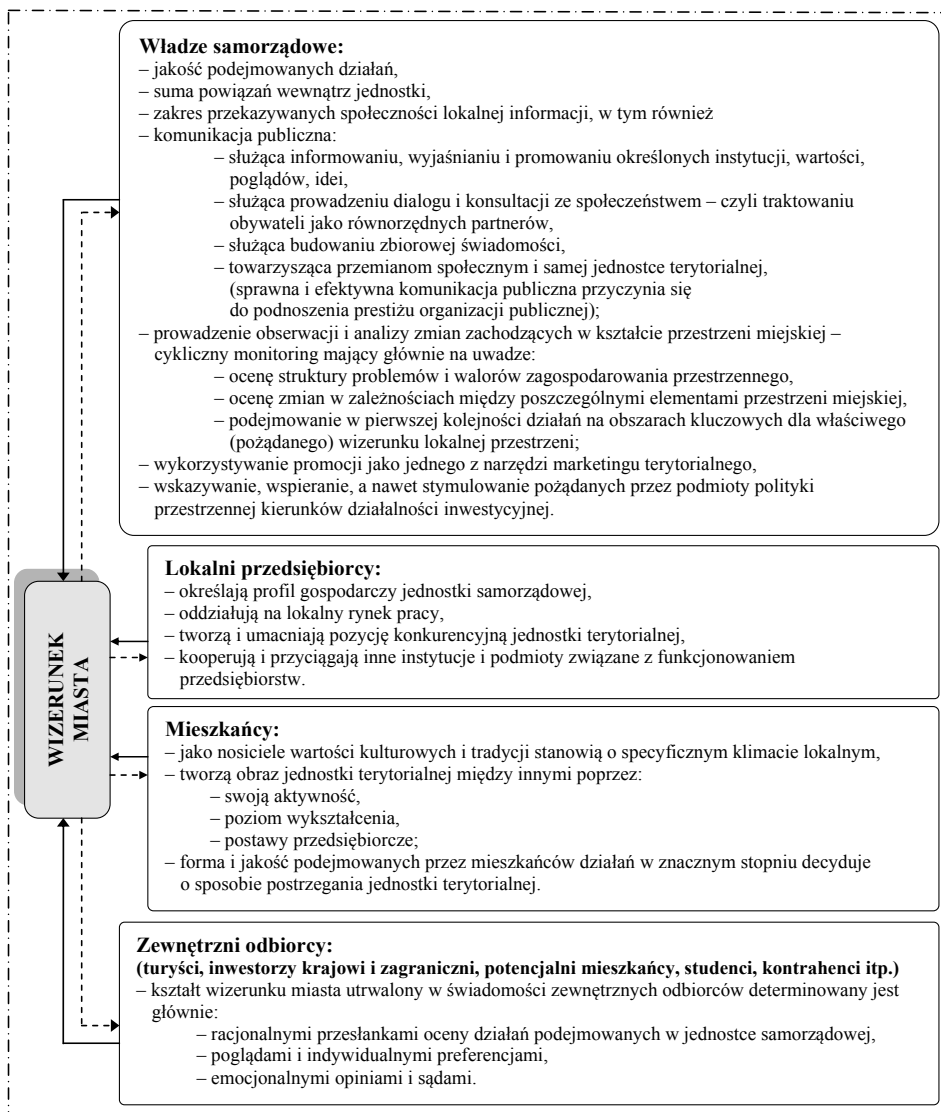 Władze samorządowe:
– jakość podejmowanych działań,
– suma powiązań wewnątrz jednostki,
– zakres przekazywanych społeczności lokalnej informacji, w tym również
– komunikacja publiczna:
– służąca informowaniu, wyjaśnianiu i promowaniu określonych instytucji, wartości,
poglądów, idei,
– służąca prowadzeniu dialogu i konsultacji ze społeczeństwem – czyli traktowaniu
obywateli jako równorzędnych partnerów,
– służąca budowaniu zbiorowej świadomości,
– towarzysząca przemianom społecznym i samej jednostce terytorialnej,
(sprawna i efektywna komunikacja publiczna przyczynia się
do podnoszenia prestiżu organizacji publicznej);
– prowadzenie obserwacji i analizy zmian zachodzących w kształcie przestrzeni miejskiej –
cykliczny monitoring mający głównie na uwadze:
– ocenę struktury problemów i walorów zagospodarowania przestrzennego,
– ocenę zmian w zależnościach między poszczególnymi elementami przestrzeni miejskiej,
– podejmowanie w pierwszej kolejności działań na obszarach kluczowych dla właściwego
(pożądanego) wizerunku lokalnej przestrzeni;
– wykorzystywanie promocji jako jednego z narzędzi marketingu terytorialnego,
– wskazywanie, wspieranie, a nawet stymulowanie pożądanych przez podmioty polityki
przestrzennej kierunków działalności inwestycyjnej.
WIZERUNEK
MIASTA
Lokalni przedsiębiorcy:
– określają profil gospodarczy jednostki samorządowej,
– oddziałują na lokalny rynek pracy,
– tworzą i umacniają pozycję konkurencyjną jednostki terytorialnej,
– kooperują i przyciągają inne instytucje i podmioty związane z funkcjonowaniem
przedsiębiorstw.
Mieszkańcy:
– jako nosiciele wartości kulturowych i tradycji stanowią o specyficznym klimacie lokalnym,
– tworzą obraz jednostki terytorialnej między innymi poprzez:
– swoją aktywność,
– poziom wykształcenia,
– postawy przedsiębiorcze;
– forma i jakość podejmowanych przez mieszkańców działań w znacznym stopniu decyduje
o sposobie postrzegania jednostki terytorialnej.
Zewnętrzni odbiorcy:
(turyści, inwestorzy krajowi i zagraniczni, potencjalni mieszkańcy, studenci, kontrahenci itp.)
– kształt wizerunku miasta utrwalony w świadomości zewnętrznych odbiorców determinowany jest
głównie:
– racjonalnymi przesłankami oceny działań podejmowanych w jednostce samorządowej,
– poglądami i indywidualnymi preferencjami,
– emocjonalnymi opiniami i sądami.